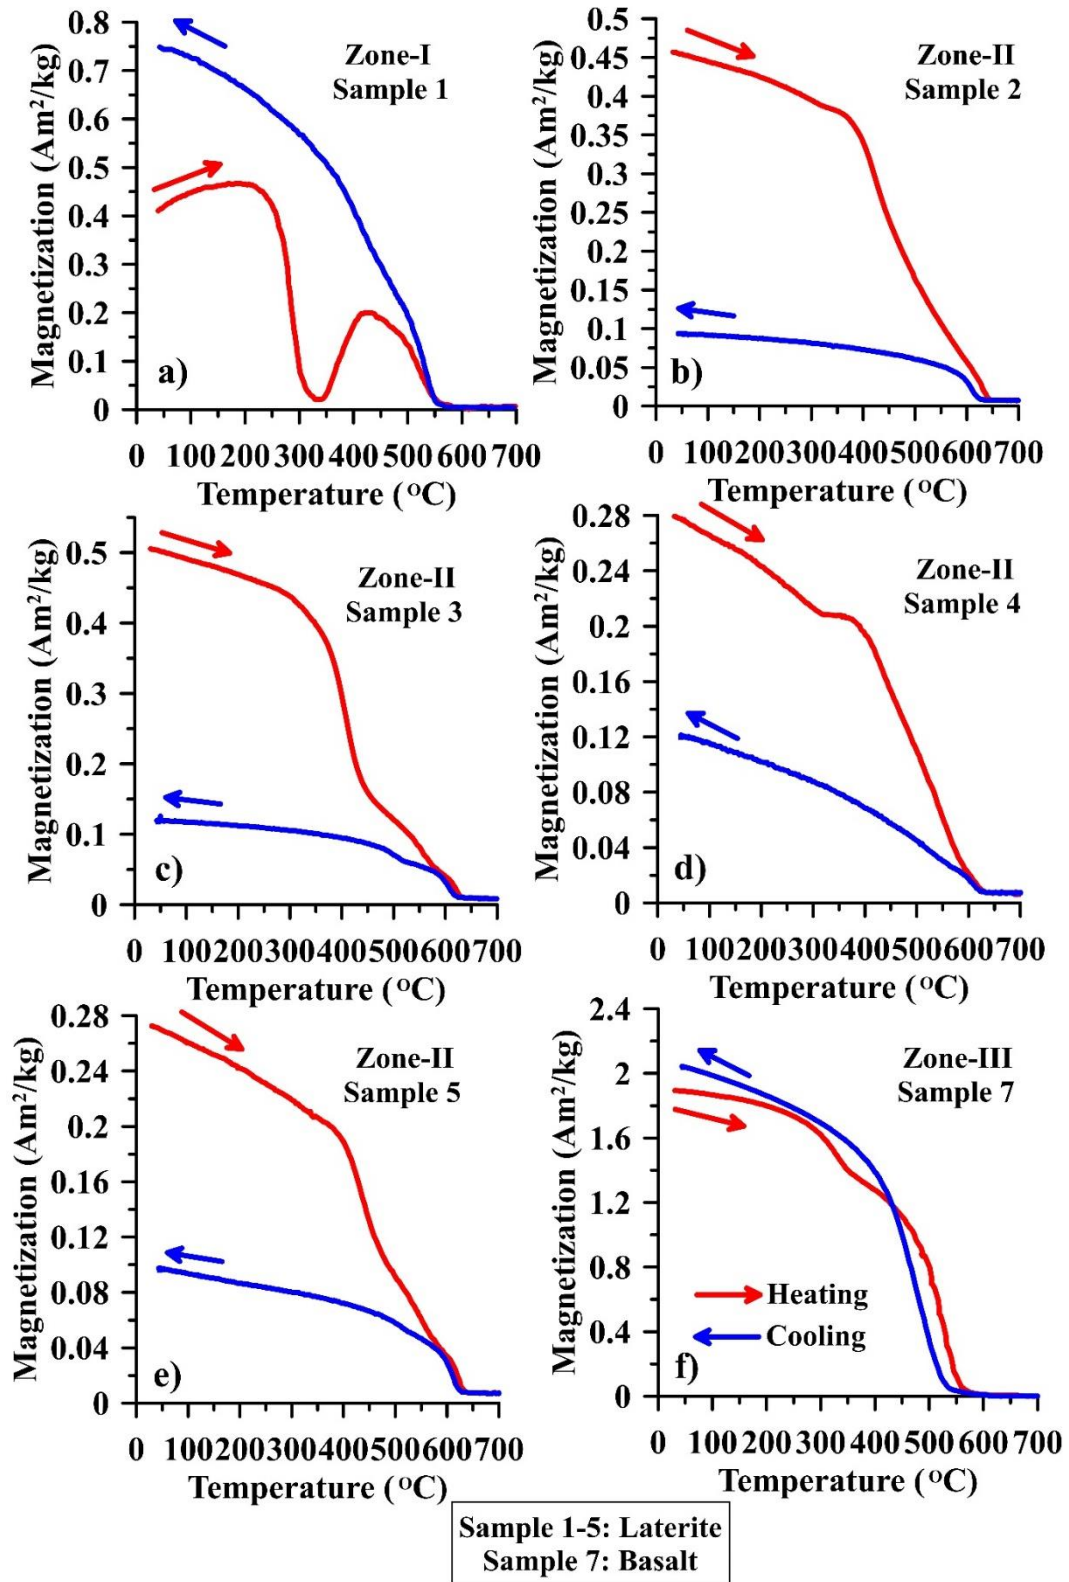 0.8
0.7
0.6
0.5
0.4
0.3
0.2
0.1
0
Magnetization (Am²/kg)
Zone-I
Sample 1
a)
0 100 200 300 400 500 600 700
Temperature (°C)
0.5
0.45
0.4
0.35
0.3
0.25
0.2
0.15
0.1
0.05
0
Magnetization (Am²/kg)
Zone-II
Sample 2
b)
0 100 200 300 400 500 600 700
Temperature (°C)
0.5
0.4
0.3
0.2
0.1
0
Magnetization (Am²/kg)
Zone-II
Sample 3
c)
0 100 200 300 400 500 600 700
Temperature (°C)
0.28
0.24
0.2
0.16
0.12
0.08
0.04
0
Magnetization (Am²/kg)
Zone-II
Sample 4
d)
0 100 200 300 400 500 600 700
Temperature (°C)
0.28
0.24
0.2
0.16
0.12
0.08
0.04
0
Magnetization (Am²/kg)
Zone-II
Sample 5
e)
0 100 200 300 400 500 600 700
Temperature (°C)
2.4
2
1.6
1.2
0.8
0.4
0
Magnetization (Am²/kg)
Zone-III
Sample 7
Heating
Cooling
f)
0 100 200 300 400 500 600 700
Temperature (°C)
Sample 1-5: Laterite
Sample 7: Basalt